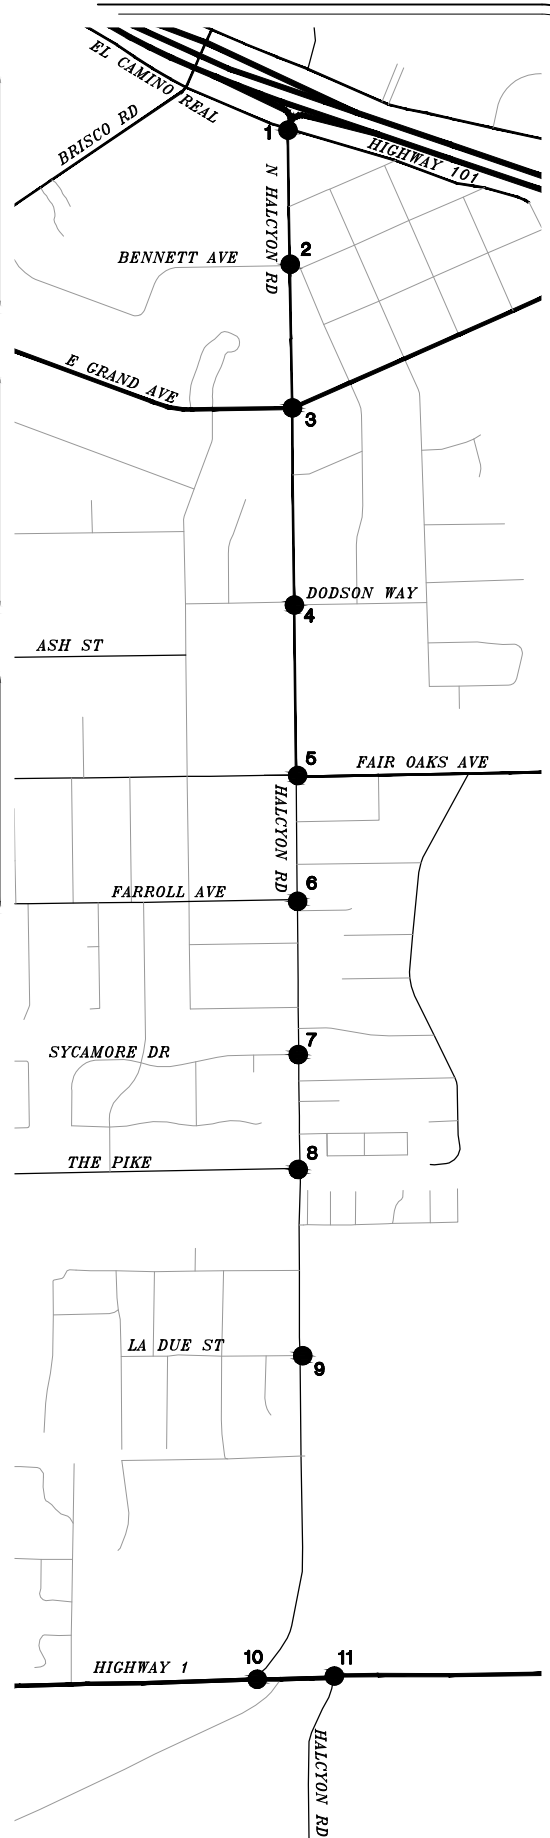 EL CAMINO REAL
BRISCO RD
1
HIGHWAY 101
N HALCYON RD
2
BENNETT AVE
E GRAND AVE
3
DODSON WAY
4
ASH ST
5
FAIR OAKS AVE
HALCYON RD
6
FARROLL AVE
7
SYCAMORE DR
8
THE PIKE
LA DUE ST
9
10
11
HIGHWAY 1
HALCYON RD